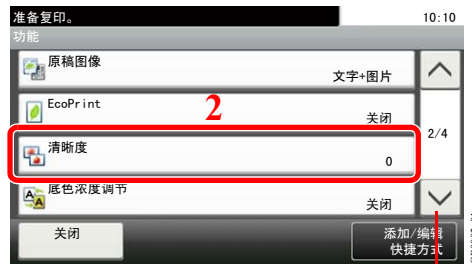 准备复印。
10:10
功能
原稿图像
文字+图片
EcoPrint
2
关闭
2/4
清晰度
0
底色浓度调节
关闭
关闭
添加/编辑
快捷方式